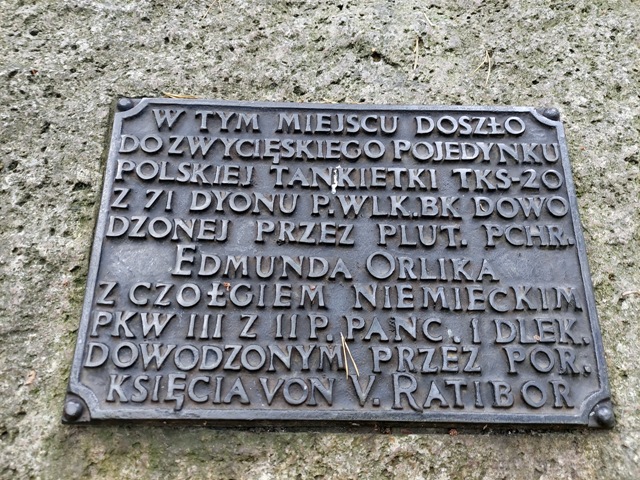 W TYM MIEJSCU DOSZŁO
DO ZWYCIĘSKIEGO POJEDYNKU
POLSKIEJ TANKIETKI TKS-20
Z 71 DYONU P.WLK.BK DOWO
DZONEJ PRZEZ PLUT. PCHR.
EDMUNDA ORLIKA
Z CZOŁGIEM NIEMIECKIM
PKW III Z II P. PANC. 1 DLEK.
DOWODZONYM PRZEZ POR.
KSIĘCIA VON V. RATIBOR